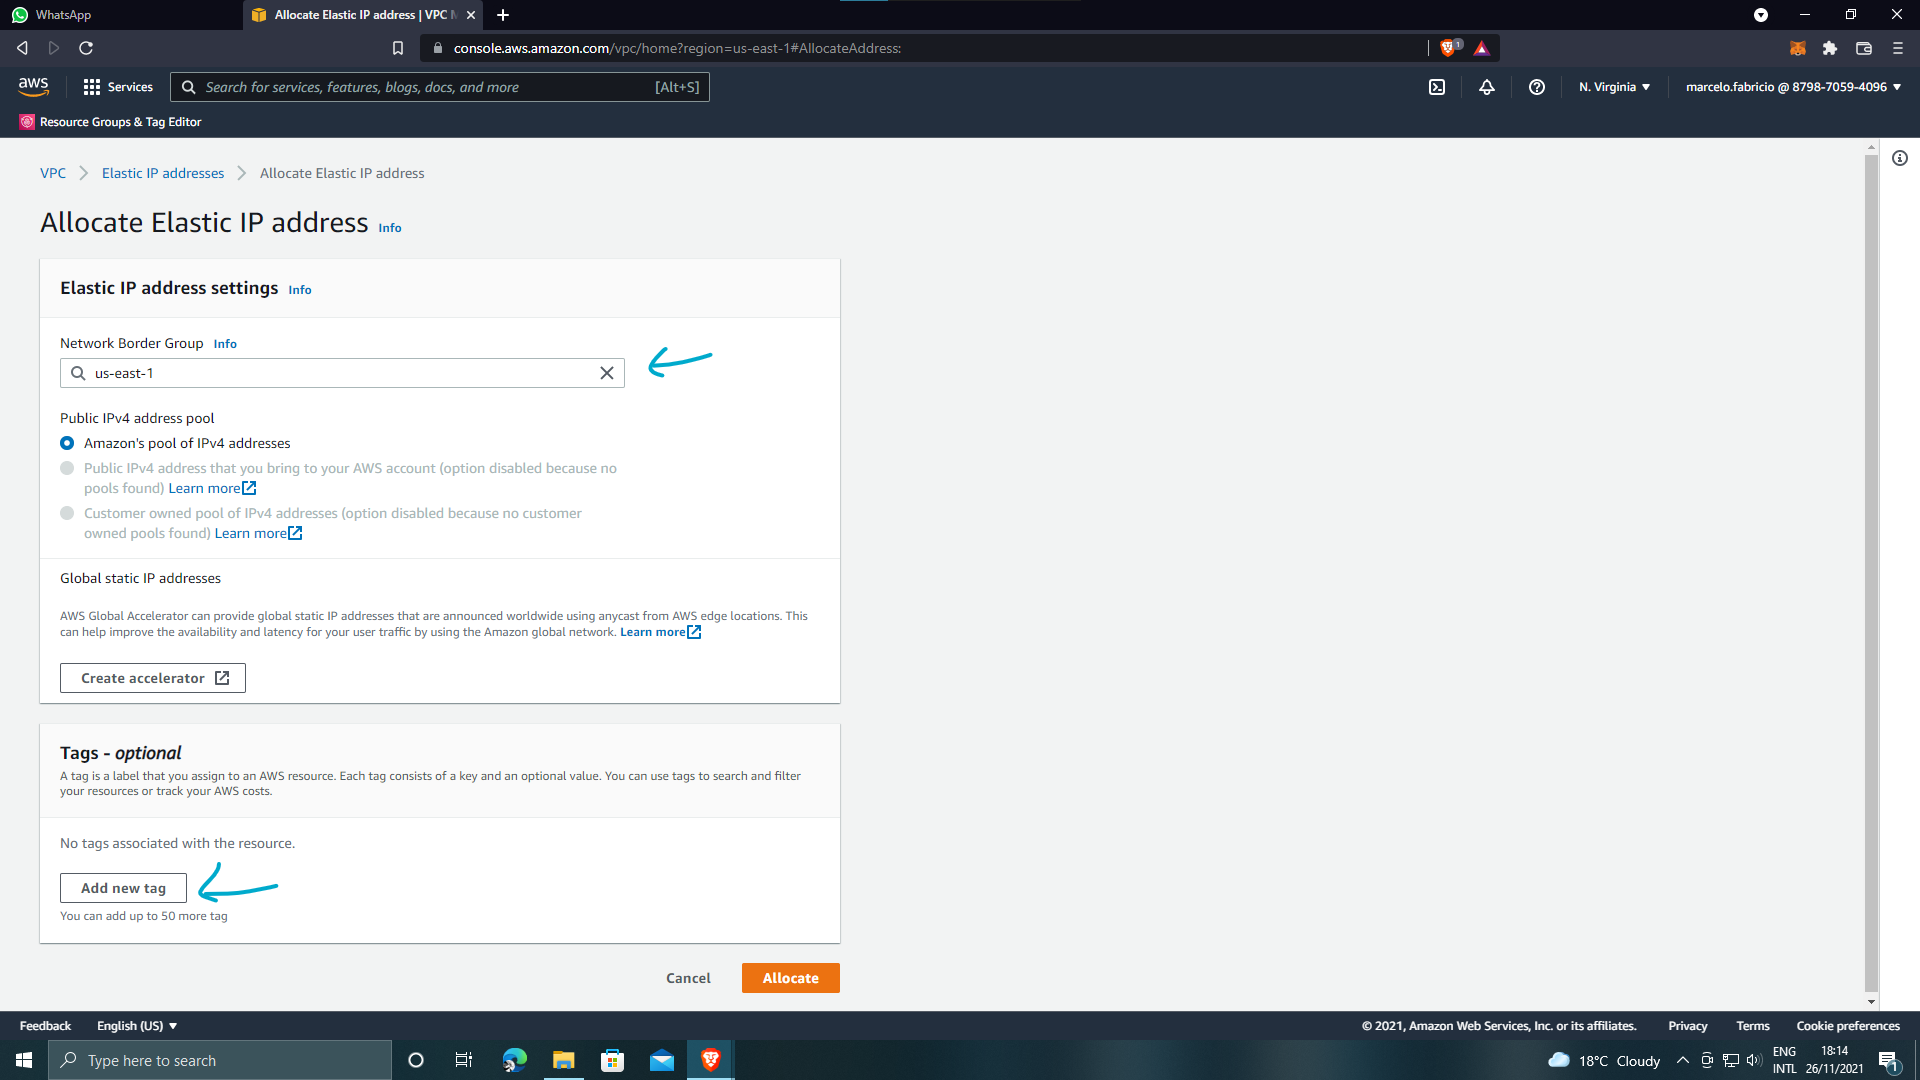 WhatsApp
Allocate Elastic IP address | VPC M
console.aws.amazon.com/vpc/home?region=us-east-1#AllocateAddress:
1
aws
Services
Search for services, features, blogs, docs, and more
[Alt+S]
N. Virginia
marcelo.fabricio @ 8798-7059-4096
Resource Groups & Tag Editor
VPC
Elastic IP addresses
Allocate Elastic IP address
Allocate Elastic IP address Info
Elastic IP address settings Info
Network Border Group Info
us-east-1
Public IPv4 address pool
Amazon's pool of IPv4 addresses
Public IPv4 address that you bring to your AWS account (option disabled because no
pools found) Learn more
Customer owned pool of IPv4 addresses (option disabled because no customer
owned pools found) Learn more
Global static IP addresses
AWS Global Accelerator can provide global static IP addresses that are announced worldwide using anycast from AWS edge locations. This
can help improve the availability and latency for your user traffic by using the Amazon global network. Learn more
Create accelerator
Tags - optional
A tag is a label that you assign to an AWS resource. Each tag consists of a key and an optional value. You can use tags to search and filter
your resources or track your AWS costs.
No tags associated with the resource.
Add new tag
You can add up to 50 more tag
Cancel
Allocate
Feedback
English (US)
© 2021, Amazon Web Services, Inc. or its affiliates.
Privacy
Terms
Cookie preferences
Type here to search
18°C Cloudy
ENG
INTL
18:14
26/11/2021
1